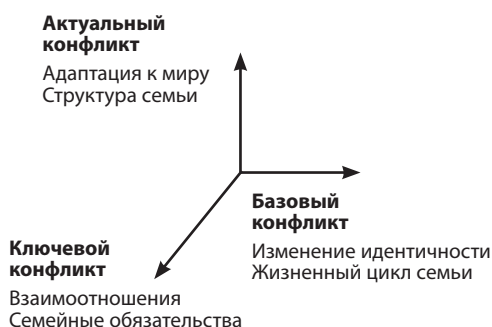 Актуальный
конфликт
Адаптация к миру
Структура семьи
Базовый
конфликт
Изменение идентичности
Жизненный цикл семьи
Ключевой
конфликт
Взаимоотношения
Семейные обязательства